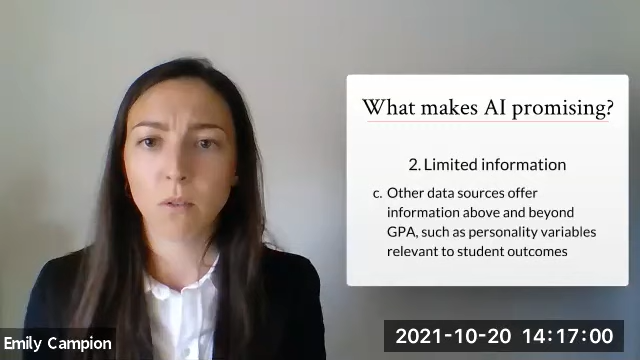 What makes AI promising?
2. Limited information
c. Other data sources offer
information above and beyond
GPA, such as personality variables
relevant to student outcomes
Emily Campion
2021-10-20 14:17:00